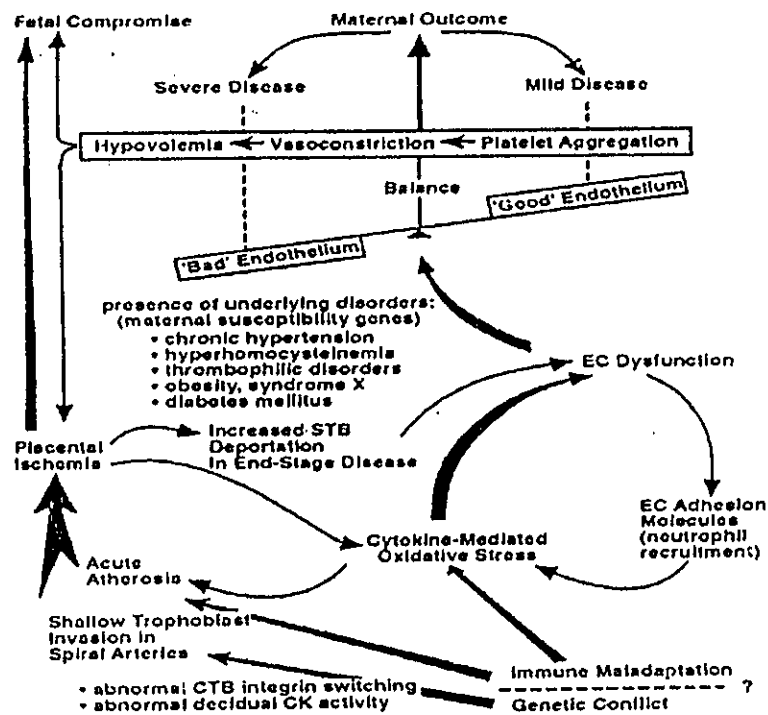 Fetal Compromise
Maternal Outcome
Severe Disease
Mild Disease
Hypovolemia
Vasoconstriction
Platelet Aggregation
Balance
'Good' Endothelium
'Bad' Endothelium
presence of underlying disorders:
(maternal susceptibility genes)
• chronic hypertension
• hyperhomocysteinemia
• thrombophilic disorders
• obesity, syndrome X
• diabetes mellitus
EC Dysfunction
Placental
Ischemia
Increased STB
Deportation
In End-Stage Disease
EC Adhesion
Molecules
(neutrophil
recruitment)
Cytokine-Mediated
Oxidative Stress
Acute
Atherosis
Shallow Trophoblast
Invasion in
Spiral Arteries
• abnormal CTB integrin switching
• abnormal decidual CK activity
Immune Maladaptation
?
Genetic Conflict